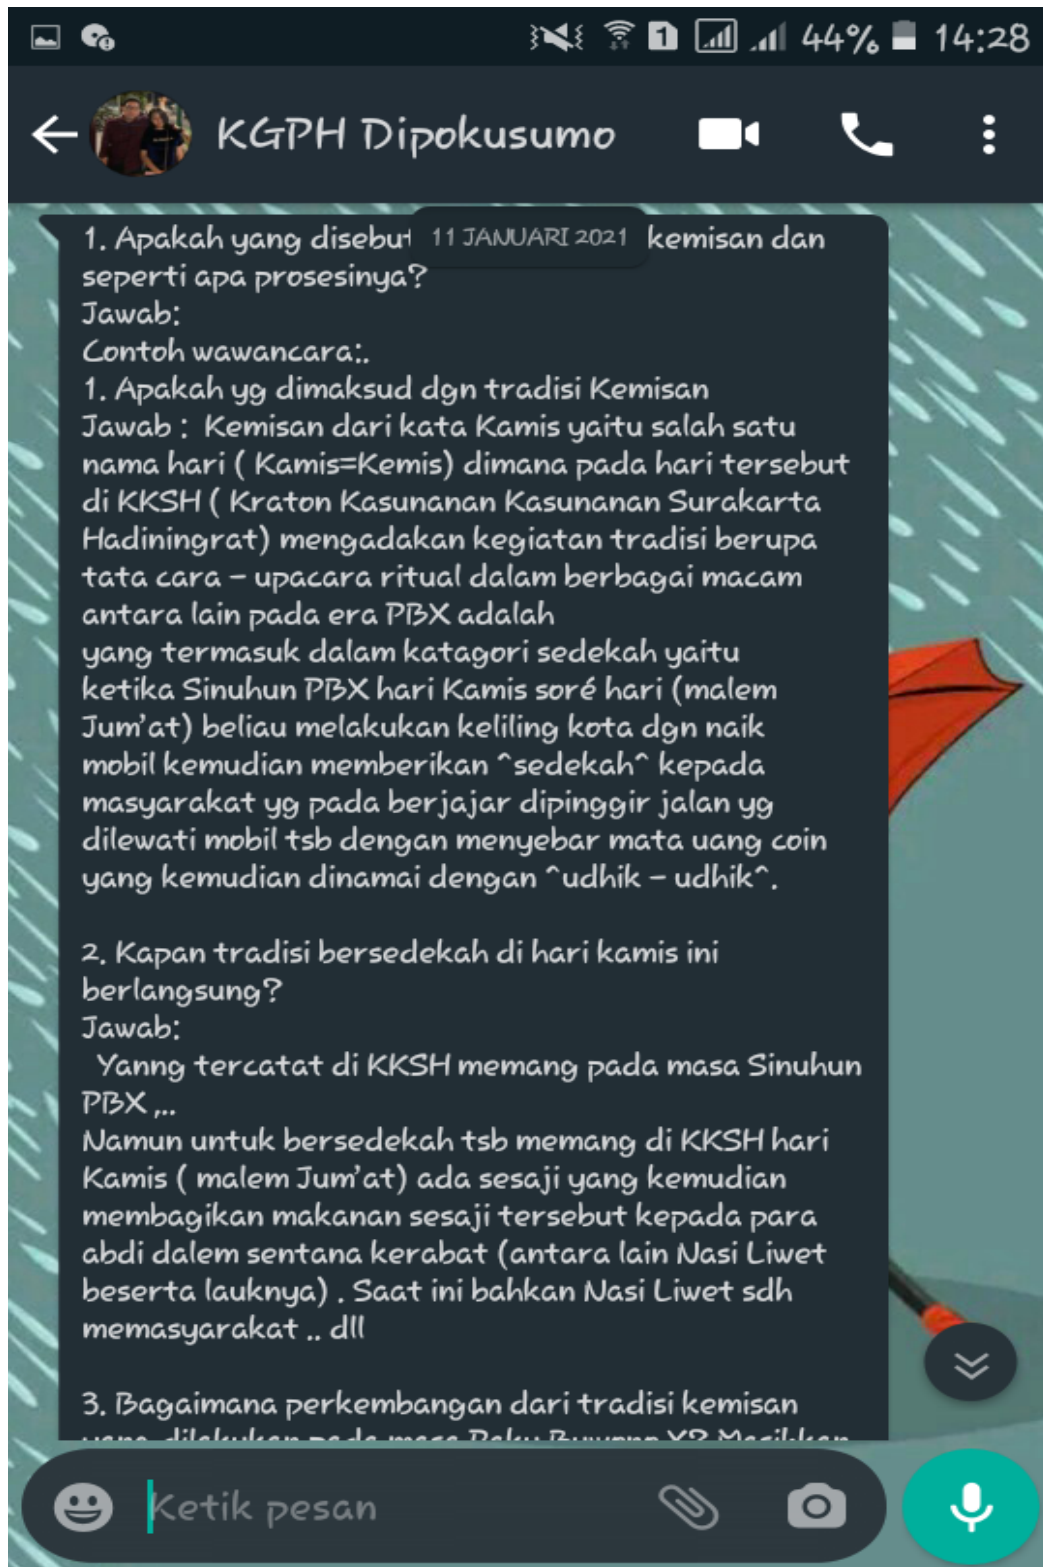 44% 14:28
KGPH Dipokusumo
11 JANUARI 2021
1. Apakah yang disebut kemisan dan
seperti apa prosesinya?
Jawab:
Contoh wawancara:.
1. Apakah yg dimaksud dgn tradisi Kemisan
Jawab : Kemisan dari kata Kamis yaitu salah satu
nama hari ( Kamis=Kemis) dimana pada hari tersebut
di KKSH ( Kraton Kasunanan Kasunanan Surakarta
Hadiningrat) mengadakan kegiatan tradisi berupa
tata cara – upacara ritual dalam berbagai macam
antara lain pada era PBX adalah
yang termasuk dalam katagori sedekah yaitu
ketika Sinuhun PBX hari Kamis soré hari (malem
Jum'at) beliau melakukan keliling kota dgn naik
mobil kemudian memberikan ^sedekah^ kepada
masyarakat yg pada berjajar dipinggir jalan yg
dilewati mobil tsb dengan menyebar mata uang coin
yang kemudian dinamai dengan ^udhik – udhik^.
2. Kapan tradisi bersedekah di hari kamis ini
berlangsung?
Jawab:
Yanng tercatat di KKSH memang pada masa Sinuhun
PBX ,..
Namun untuk bersedekah tsb memang di KKSH hari
Kamis ( malem Jum'at) ada sesaji yang kemudian
membagikan makanan sesaji tersebut kepada para
abdi dalem sentana kerabat (antara lain Nasi Liwet
beserta lauknya) . Saat ini bahkan Nasi Liwet sdh
memasyarakat .. dll
3. Bagaimana perkembangan dari tradisi kemisan
yang dilakukan pada masa Paku Buwono X? Masihkan
Ketik pesan